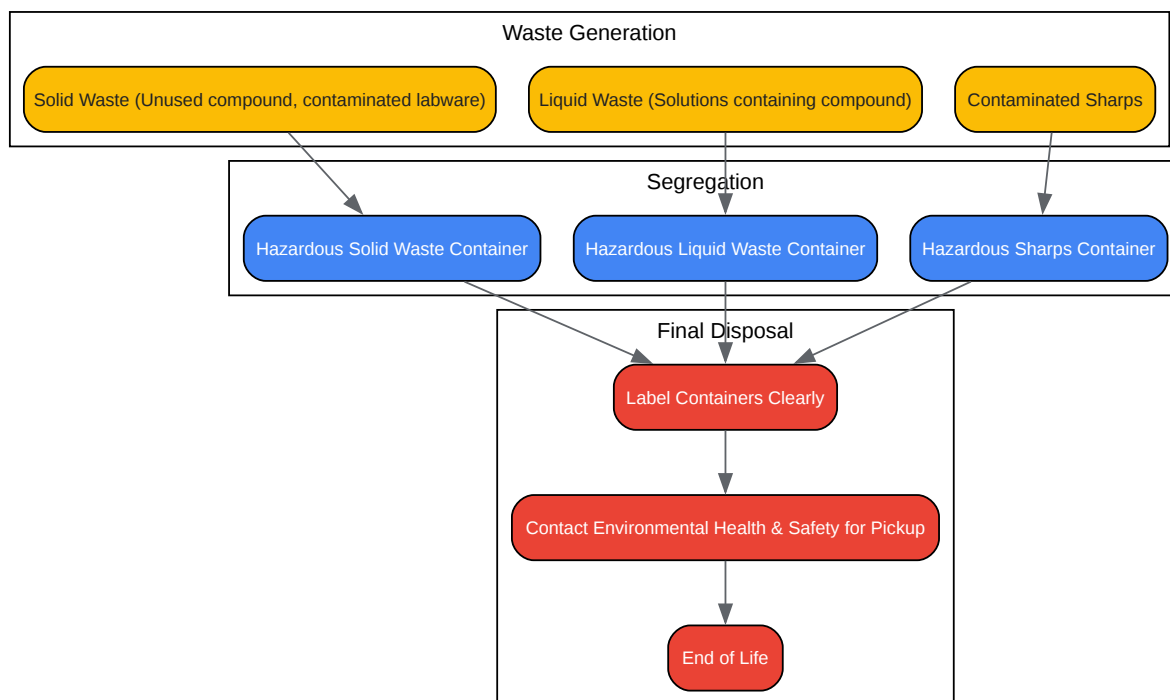 Waste Generation
Solid Waste (Unused compound, contaminated labware)
Liquid Waste (Solutions containing compound)
Contaminated Sharps
Segregation
Hazardous Solid Waste Container
Hazardous Liquid Waste Container
Hazardous Sharps Container
Final Disposal
Label Containers Clearly
Contact Environmental Health & Safety for Pickup
End of Life